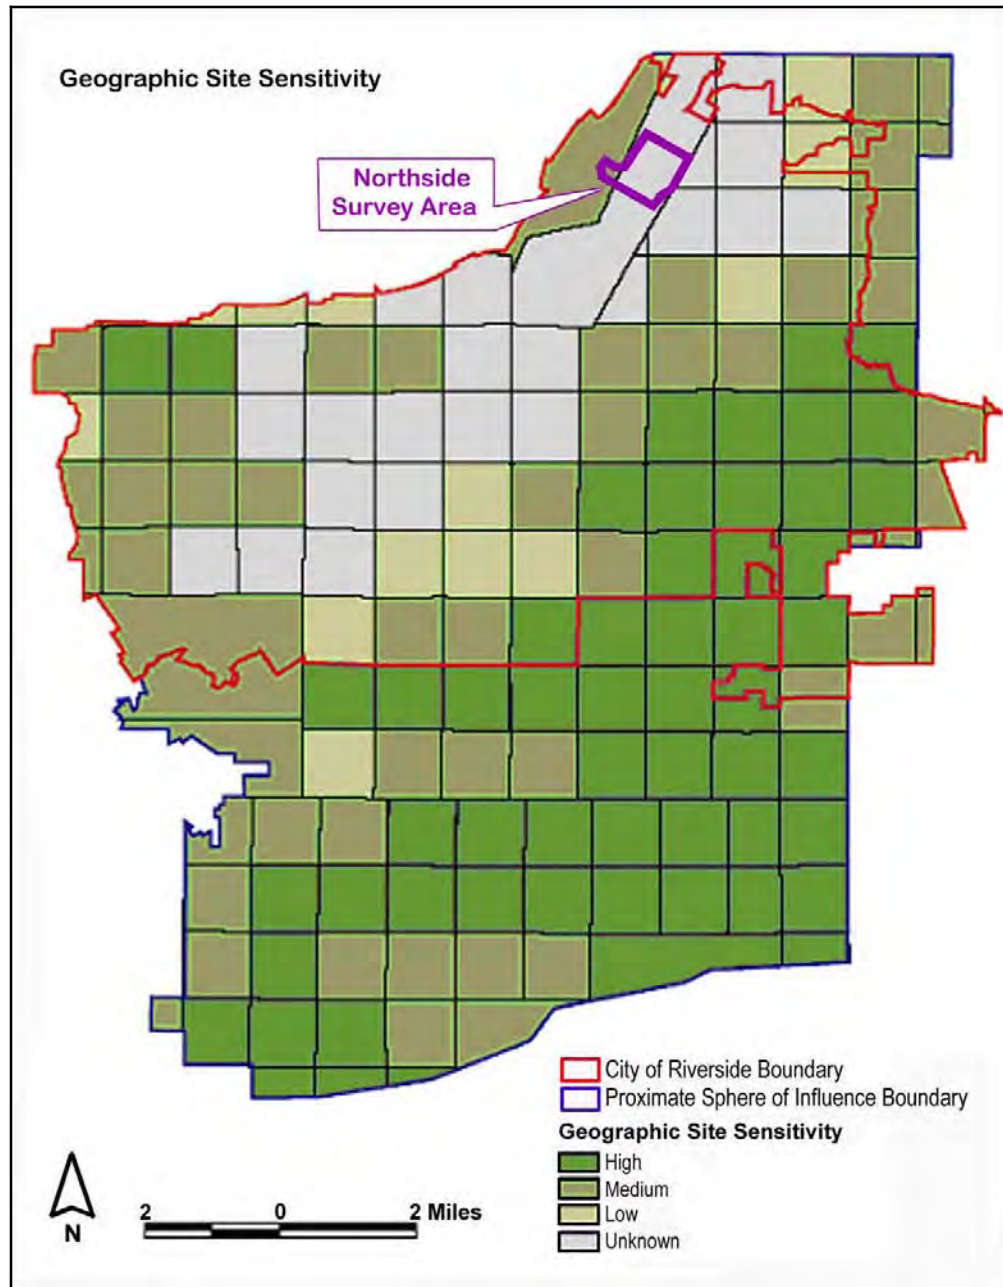 Geographic Site Sensitivity
Northside
Survey Area
City of Riverside Boundary
Proximate Sphere of Influence Boundary
Geographic Site Sensitivity
High
Medium
Low
Unknown
N
2 0 2 Miles